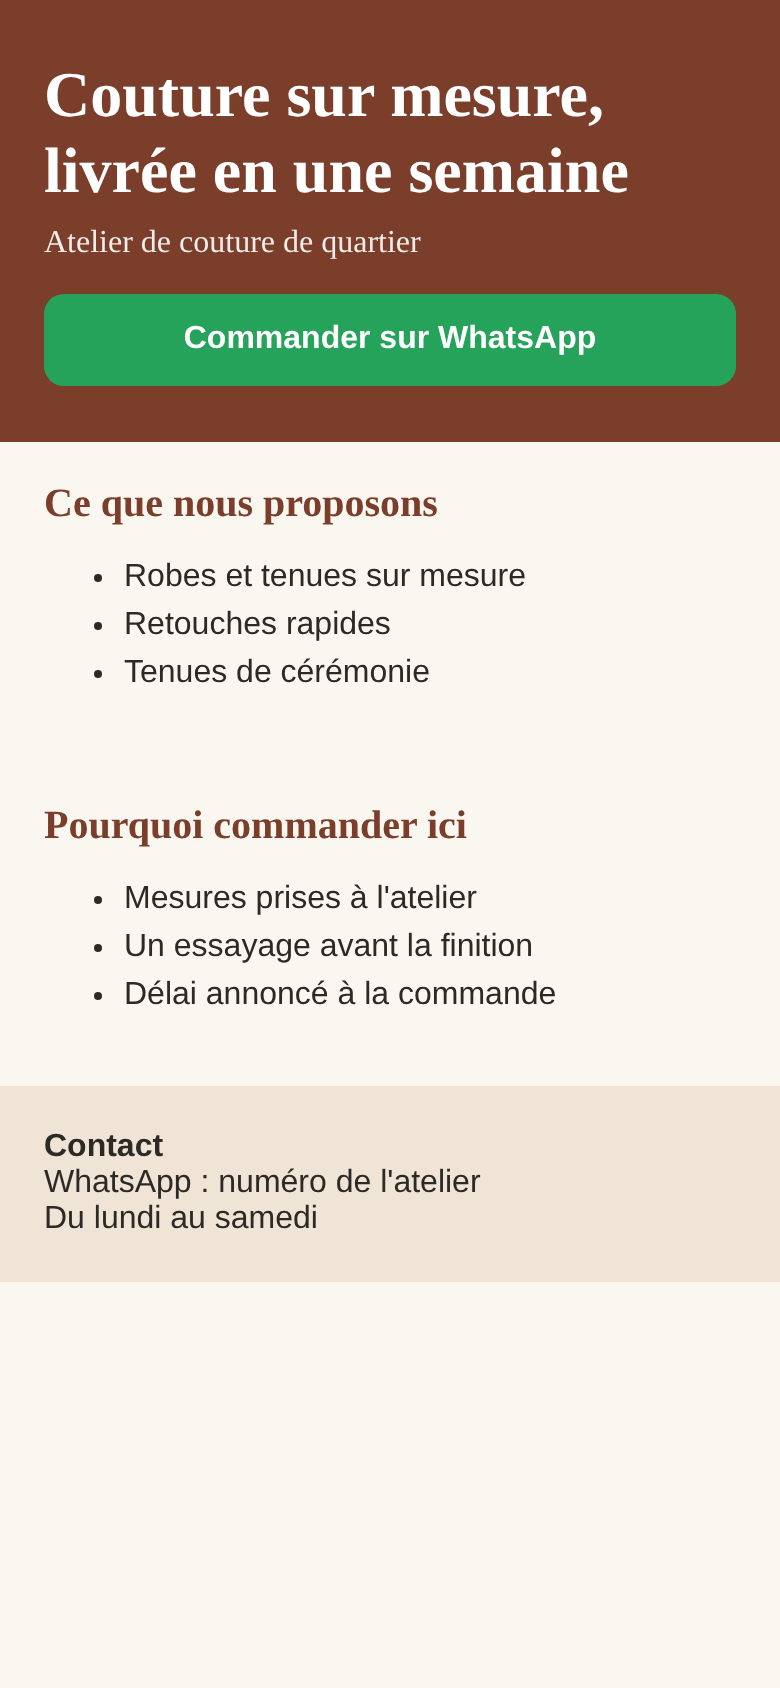 Couture sur mesure,
livrée en une semaine
Atelier de couture de quartier
Commander sur WhatsApp
Ce que nous proposons
• Robes et tenues sur mesure
• Retouches rapides
• Tenues de cérémonie
Pourquoi commander ici
• Mesures prises à l'atelier
• Un essayage avant la finition
• Délai annoncé à la commande
Contact
WhatsApp : numéro de l'atelier
Du lundi au samedi